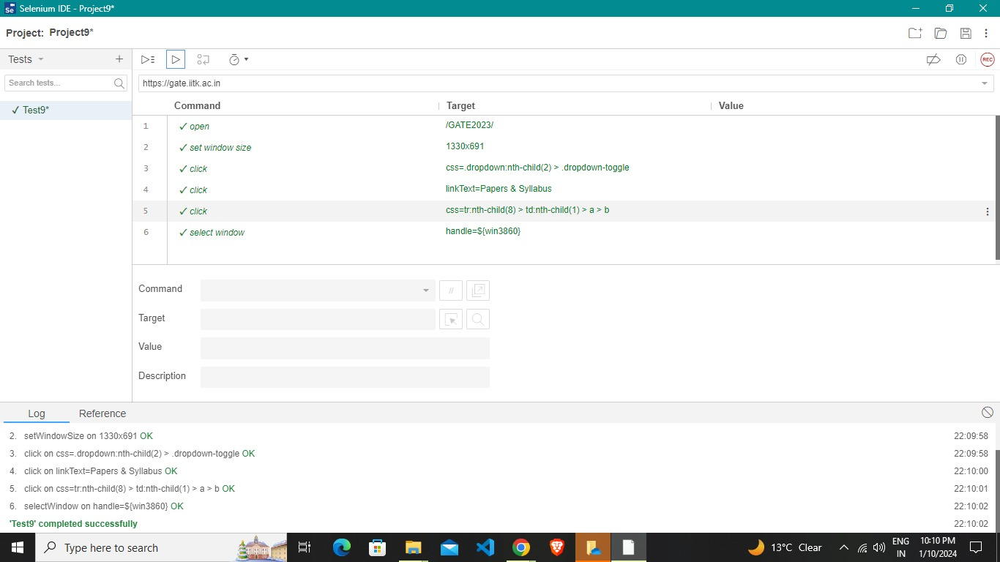 Se Selenium IDE - Project9*
Project: Project9*
Tests
Search tests...
✓ Test9*
REC
https://gate.iitk.ac.in
Command Target Value
1 ✓ open /GATE2023/
2 ✓ set window size 1330x691
3 ✓ click css=.dropdown:nth-child(2) > .dropdown-toggle
4 ✓ click linkText=Papers & Syllabus
5 ✓ click css=tr:nth-child(8) > td:nth-child(1) > a > b
6 ✓ select window handle=${win3860}
Command //
Target
Value
Description
Log Reference
2. setWindowSize on 1330x691 OK 22:09:58
3. click on css=.dropdown:nth-child(2) > .dropdown-toggle OK 22:09:58
4. click on linkText=Papers & Syllabus OK 22:10:00
5. click on css=tr:nth-child(8) > td:nth-child(1) > a > b OK 22:10:01
6. selectWindow on handle=${win3860} OK 22:10:02
'Test9' completed successfully 22:10:02
Type here to search
13°C Clear
ENG
IN
10:10 PM
1/10/2024